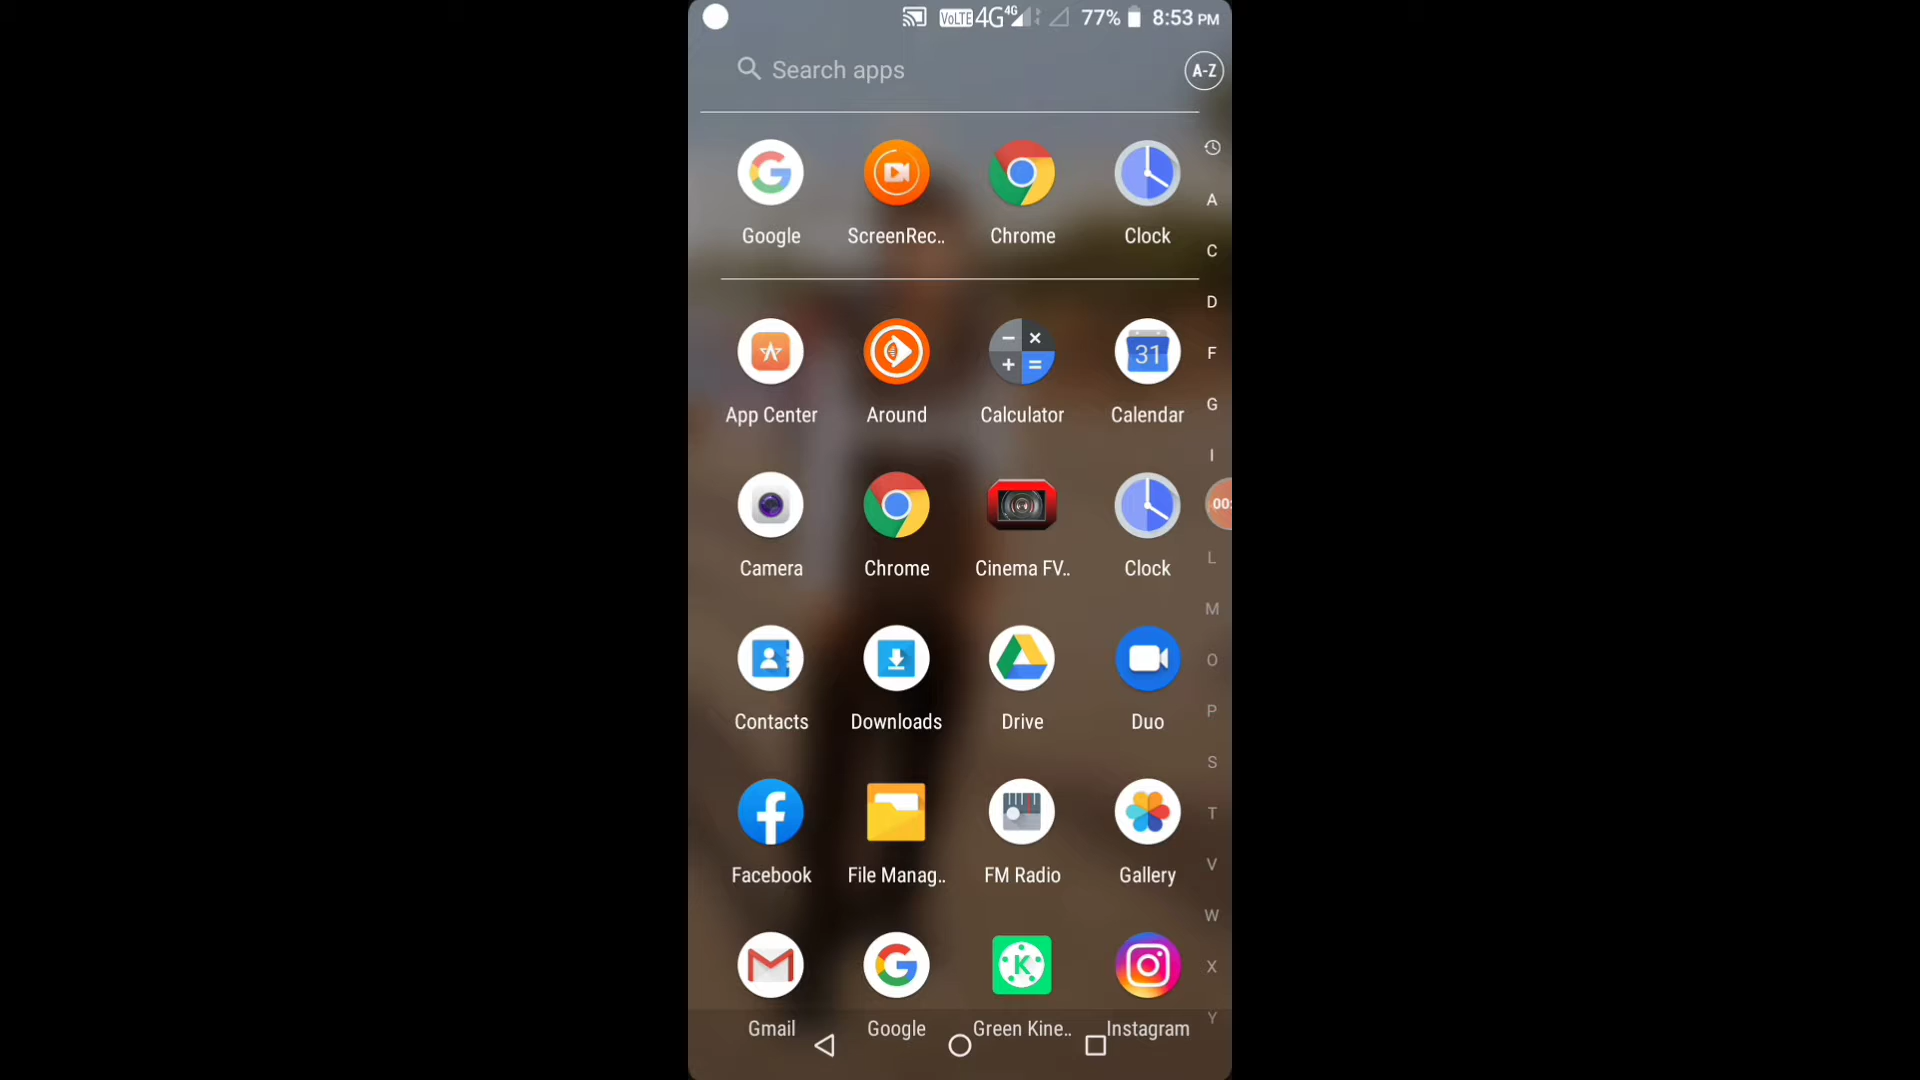 VoLTE 4G 4G 77% 8:53 PM
Search apps
A-Z
Google ScreenRec.. Chrome Clock
A
C
D
App Center Around Calculator Calendar
31
F
G
I
Camera Chrome Cinema FV.. Clock
00:
L
M
Contacts Downloads Drive Duo
O
P
S
Facebook File Manag.. FM Radio Gallery
T
V
W
Gmail Google Green Kine.. Instagram
K
X
Y